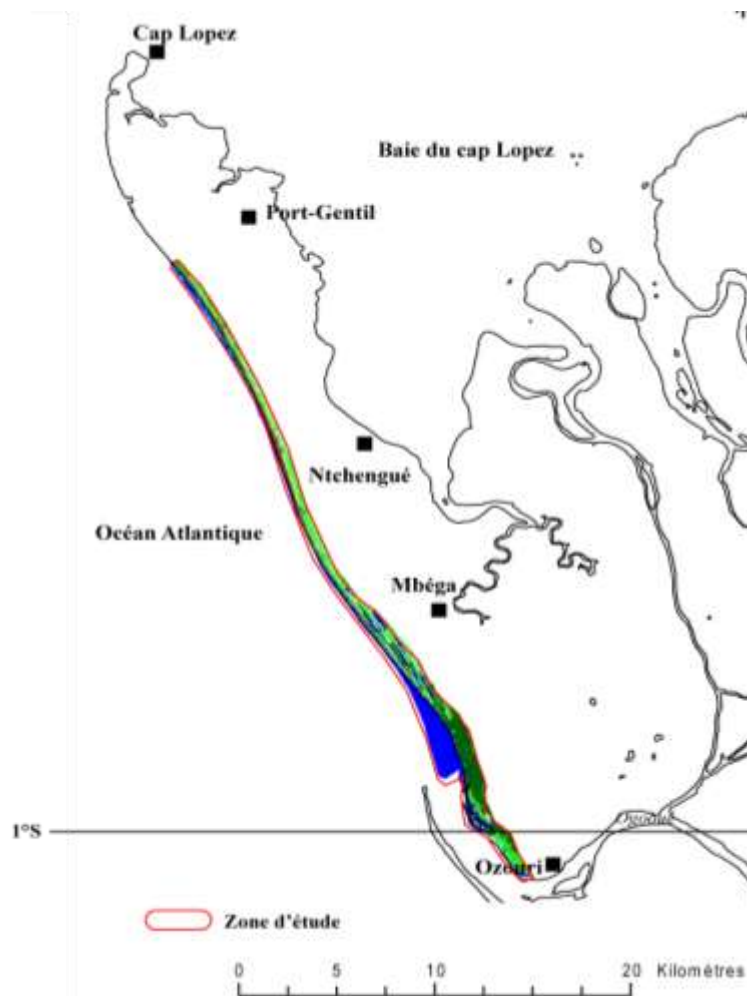 Cap Lopez
Baie du cap Lopez
Port-Gentil
Ntchengué
Océan Atlantique
Mbéga
1°S
Ozouri
Zone d'étude
0 5 10 20 Kilomètres